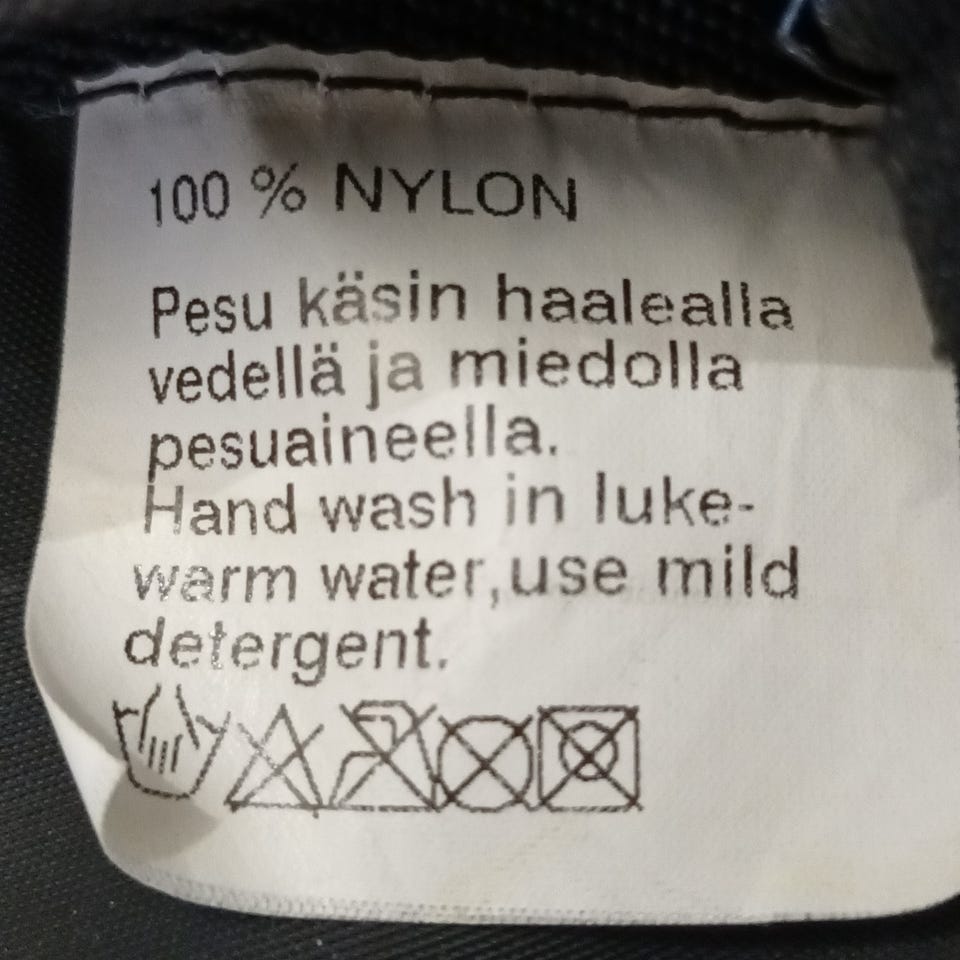 100 % NYLON
Pesu käsin haalealla
vedellä ja miedolla
pesuaineella.
Hand wash in luke-
warm water,use mild
detergent.